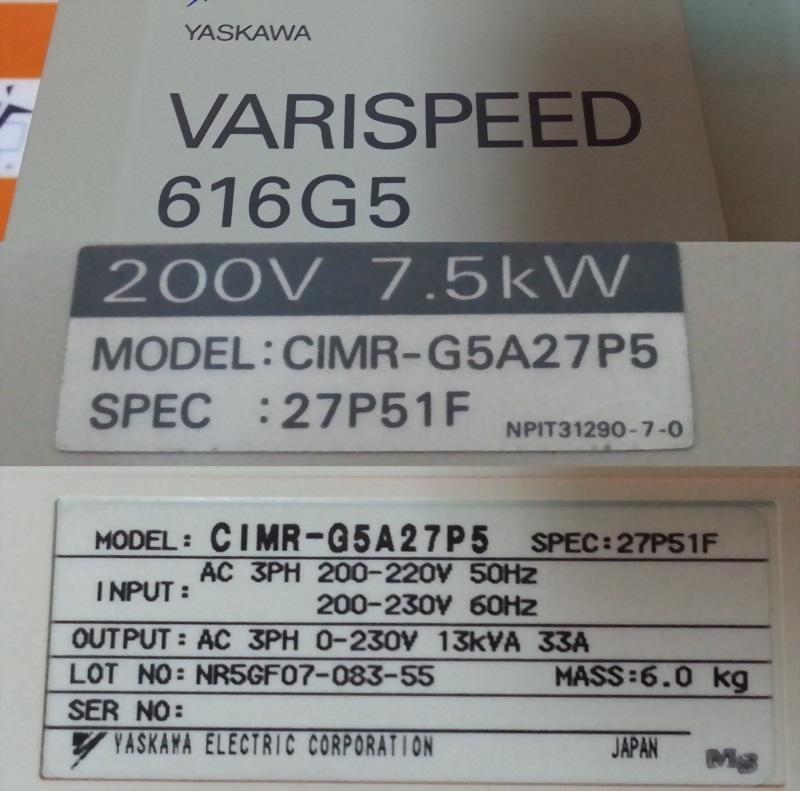 YASKAWA
VARISPEED
616G5
200V 7.5kW
MODEL:CIMR-G5A27P5
SPEC :27P51F NPIT31290-7-0
MODEL: CIMR-G5A27P5 SPEC:27P51F
INPUT: AC 3PH 200-220V 50Hz
200-230V 60Hz
OUTPUT: AC 3PH 0-230V 13kVA 33A
LOT NO: NR5GF07-083-55 MASS:6.0 kg
SER NO:
YASKAWA ELECTRIC CORPORATION JAPAN